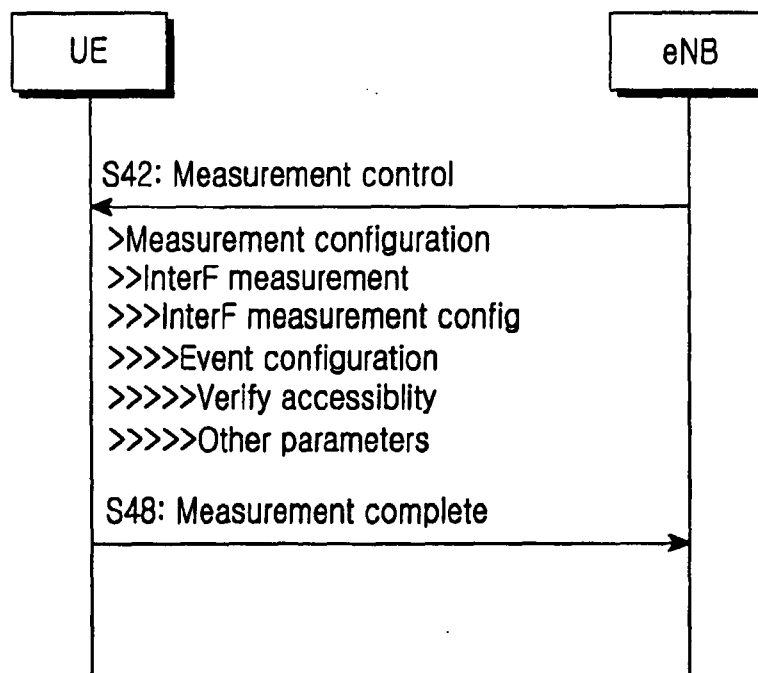 UE
eNB
S42: Measurement control
>Measurement configuration
>>InterF measurement
>>>InterF measurement config
>>>>Event configuration
>>>>>Verify accessiblity
>>>>>Other parameters
S48: Measurement complete